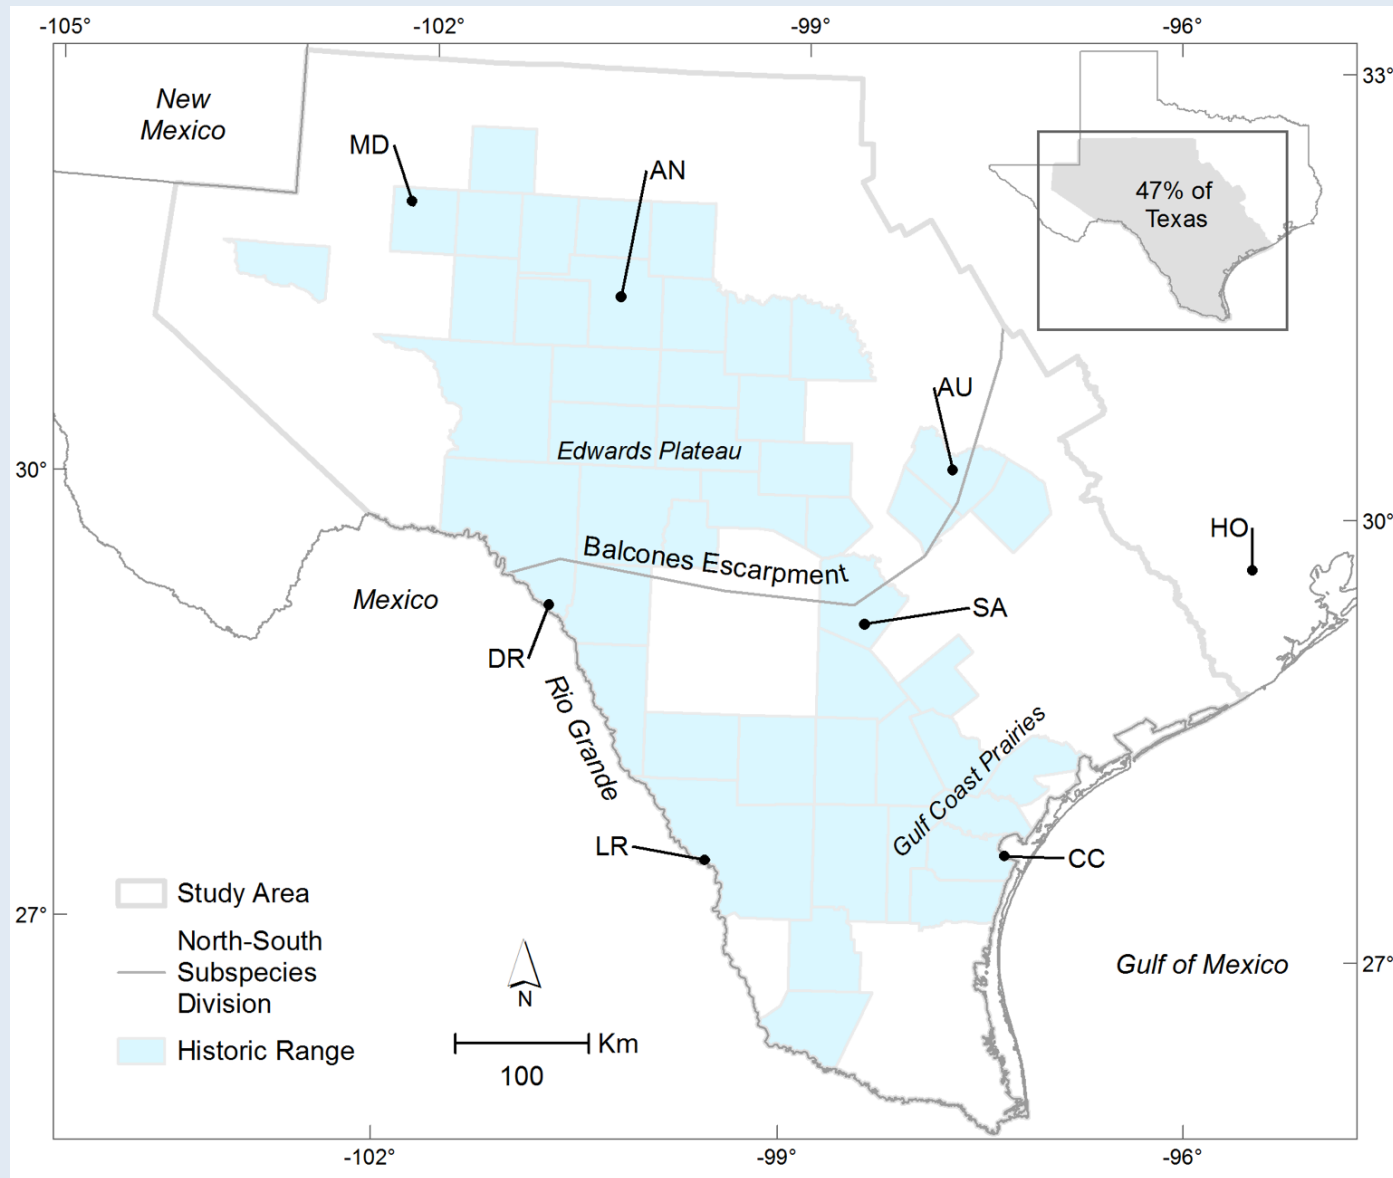 -105°
-102°
-99°
-96°
33°
New
Mexico
MD
AN
47% of
Texas
AU
30°
Edwards Plateau
30°
HO
Balcones Escarpment
Mexico
SA
DR
Rio Grande
Gulf Coast Prairies
LR
CC
Study Area
27°
North-South
Subspecies
Division
N
Gulf of Mexico
27°
Historic Range
Km
100
-102°
-99°
-96°